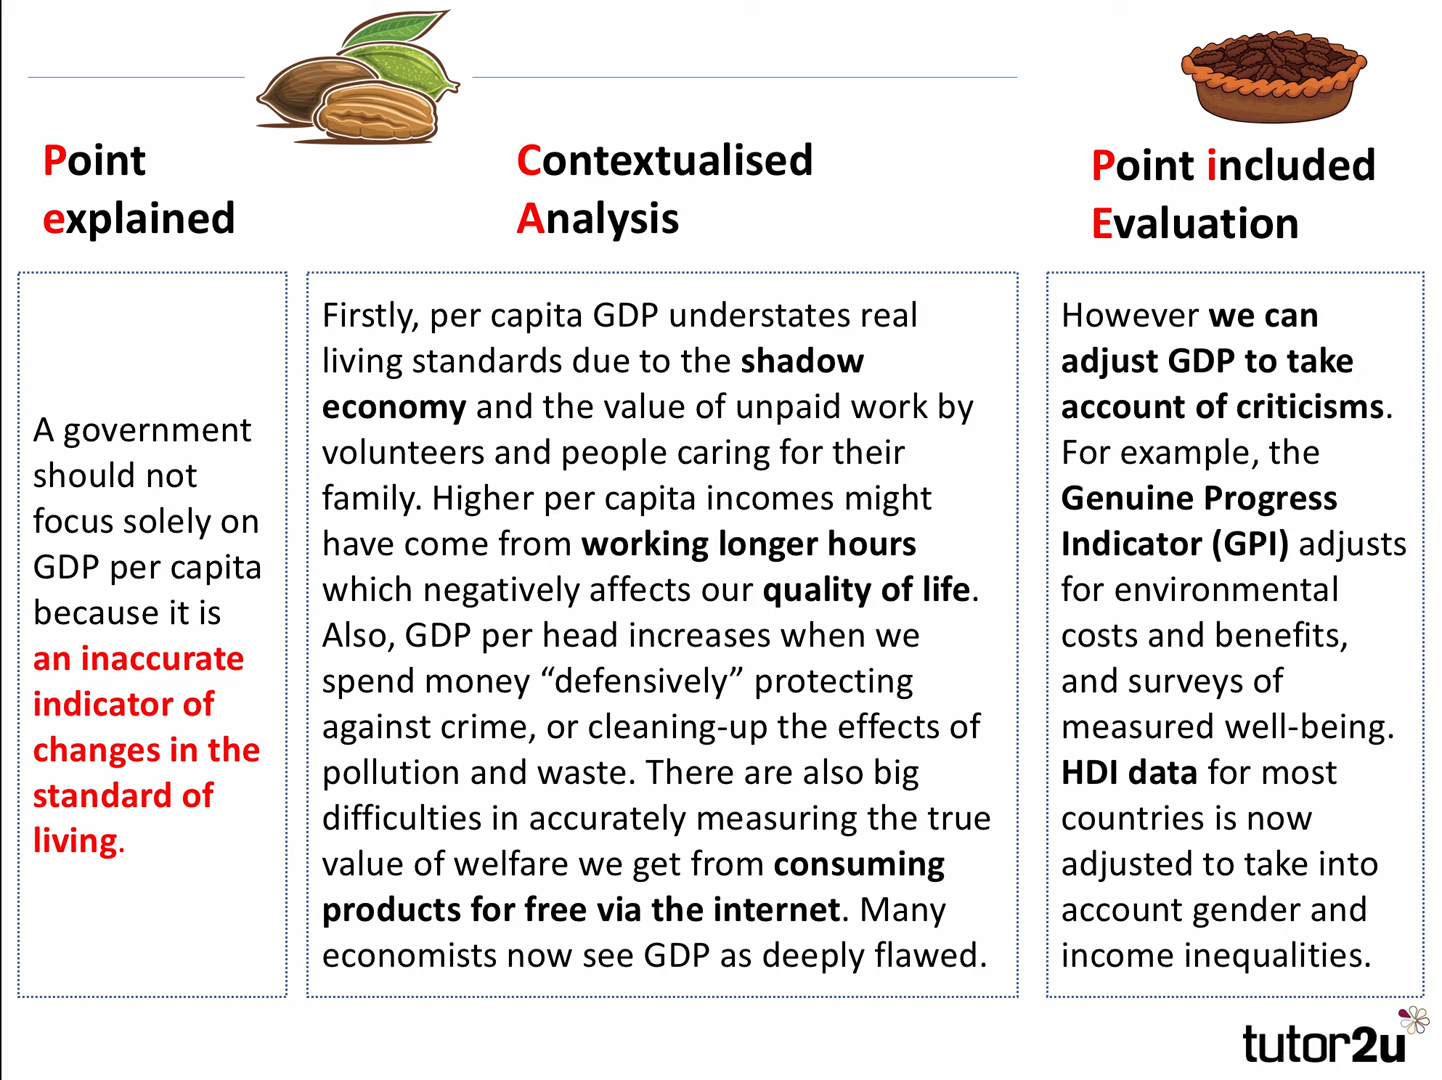 Point
explained
Contextualised
Analysis
Point included
Evaluation
A government
should not
focus solely on
GDP per capita
because it is
an inaccurate
indicator of
changes in the
standard of
living.
Firstly, per capita GDP understates real
living standards due to the shadow
economy and the value of unpaid work by
volunteers and people caring for their
family. Higher per capita incomes might
have come from working longer hours
which negatively affects our quality of life.
Also, GDP per head increases when we
spend money “defensively” protecting
against crime, or cleaning-up the effects of
pollution and waste. There are also big
difficulties in accurately measuring the true
value of welfare we get from consuming
products for free via the internet. Many
economists now see GDP as deeply flawed.
However we can
adjust GDP to take
account of criticisms.
For example, the
Genuine Progress
Indicator (GPI) adjusts
for environmental
costs and benefits,
and surveys of
measured well-being.
HDI data for most
countries is now
adjusted to take into
account gender and
income inequalities.
tutor2u